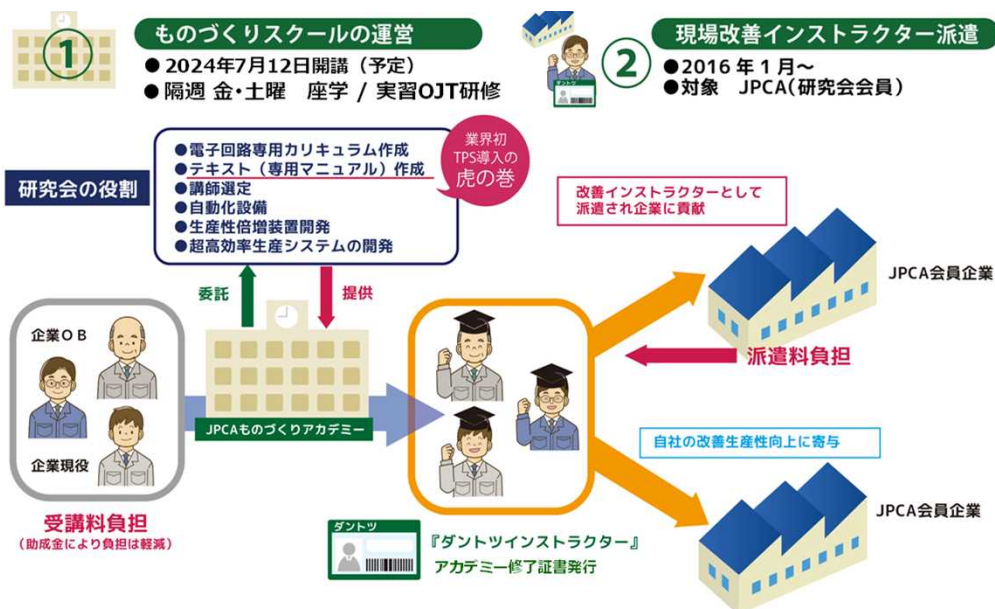 ① ものづくりスクールの運営
●2024年7月12日開講（予定）
●隔週 金・土曜　座学 / 実習OJT研修
② 現場改善インストラクター派遣
●2016年1月～
●対象　JPCA（研究会会員）
ダントツ
研究会の役割
●電子回路専用カリキュラム作成
●テキスト（専用マニュアル）作成
●講師選定
●自動化設備
●生産性倍増装置開発
●超高効率生産システムの開発
業界初
TPS導入の
虎の巻
委託
提供
改善インストラクターとして
派遣され企業に貢献
JPCA会員企業
派遣料負担
企業ＯＢ
企業現役
JPCAものづくりアカデミー
受講料負担
（助成金により負担は軽減）
自社の改善生産性向上に寄与
JPCA会員企業
ダントツ
『ダントツインストラクター』
アカデミー修了証書発行